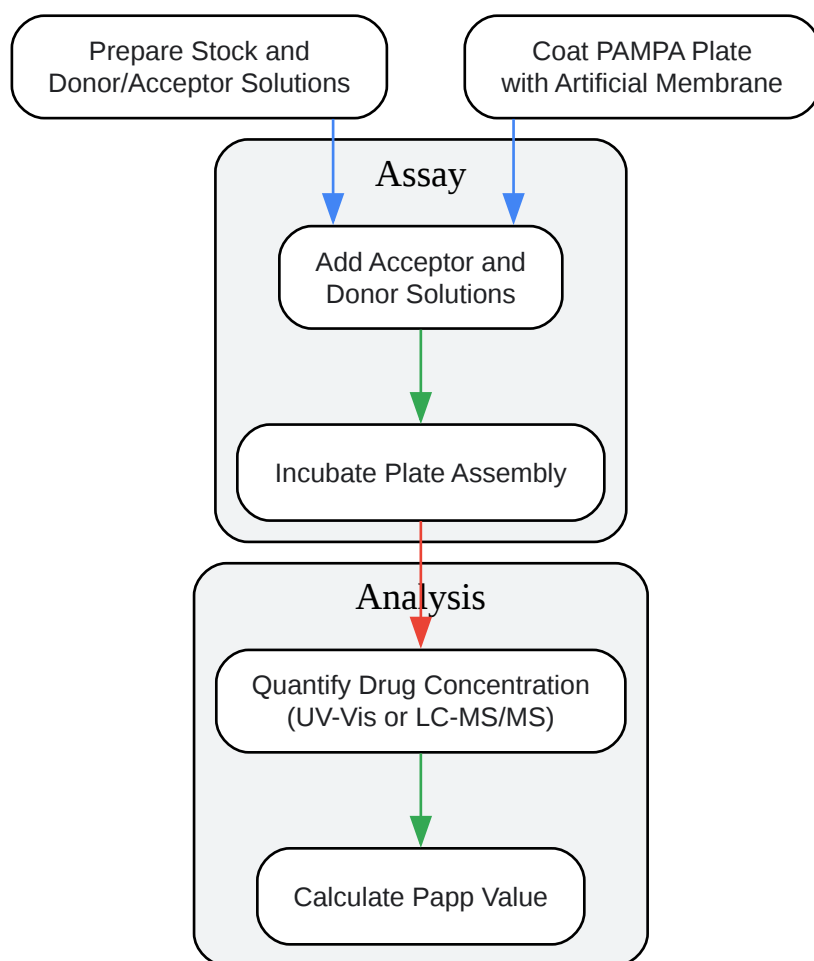 Prepare Stock and
Donor/Acceptor Solutions
Coat PAMPA Plate
with Artificial Membrane
Assay
Add Acceptor and
Donor Solutions
Incubate Plate Assembly
Analysis
Quantify Drug Concentration
(UV-Vis or LC-MS/MS)
Calculate Papp Value